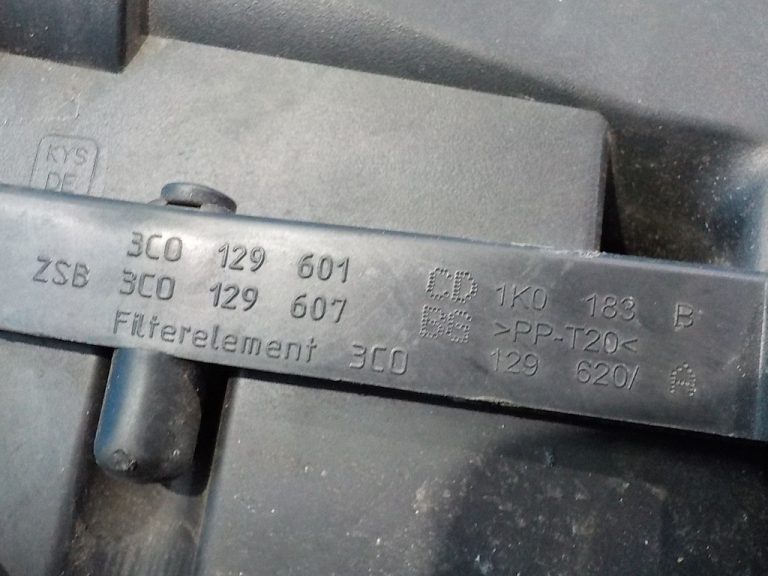 KYS
DE
3C0 129 601
ZSB 3C0 129 607
Filterelement 3C0 129 620/
CD 1K0 183 B
>PP-T20<